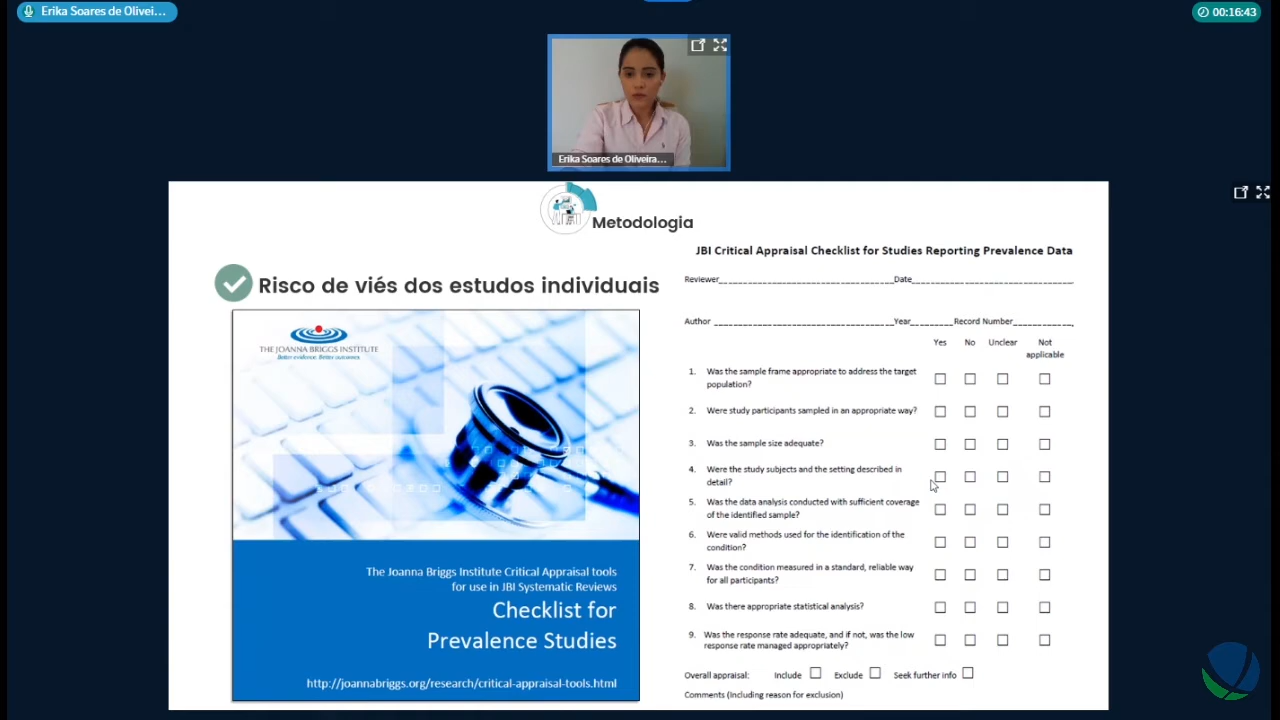 Erika Soares de Olivei...
00:16:43
Erika Soares de Oliveira...
Metodologia
Risco de viés dos estudos individuais
THE JOANNA BRIGGS INSTITUTE
Better evidence. Better outcomes.
The Joanna Briggs Institute Critical Appraisal tools
for use in JBI Systematic Reviews
Checklist for
Prevalence Studies
http://joannabriggs.org/research/critical-appraisal-tools.html
JBI Critical Appraisal Checklist for Studies Reporting Prevalence Data
Reviewer Date
Author Year Record Number
Yes No Unclear Not
applicable
1. Was the sample frame appropriate to address the target
population?
2. Were study participants sampled in an appropriate way?
3. Was the sample size adequate?
4. Were the study subjects and the setting described in
detail?
5. Was the data analysis conducted with sufficient coverage
of the identified sample?
6. Were valid methods used for the identification of the
condition?
7. Was the condition measured in a standard, reliable way
for all participants?
8. Was there appropriate statistical analysis?
9. Was the response rate adequate, and if not, was the low
response rate managed appropriately?
Overall appraisal: Include Exclude Seek further info
Comments (Including reason for exclusion)